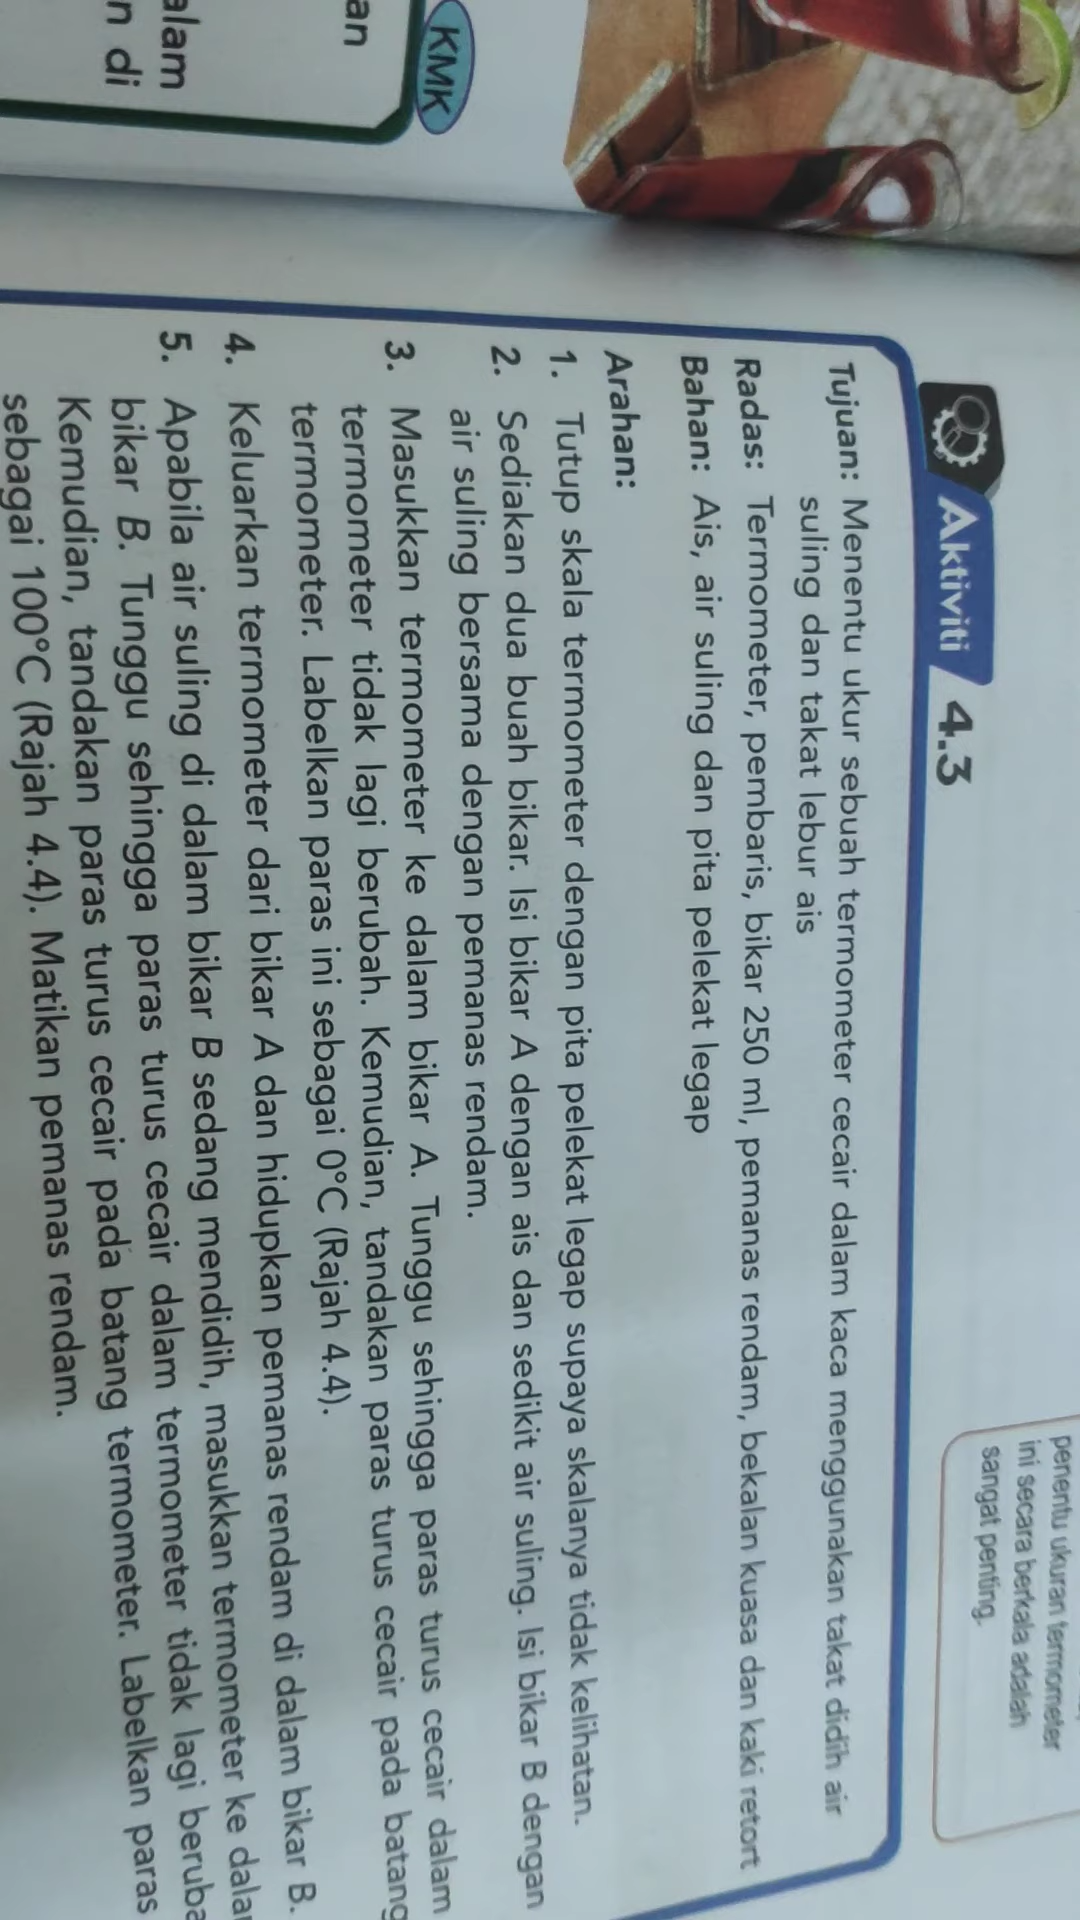 an
KMK
alam
n di
penentu ukuran termometer
ini secara berkala adalah
sangat penting.
Aktiviti 4.3
Tujuan: Menentu ukur sebuah termometer cecair dalam kaca menggunakan takat didih air
suling dan takat lebur ais
Radas: Termometer, pembaris, bikar 250 ml, pemanas rendam, bekalan kuasa dan kaki retort
Bahan: Ais, air suling dan pita pelekat legap
Arahan:
1. Tutup skala termometer dengan pita pelekat legap supaya skalanya tidak kelihatan.
2. Sediakan dua buah bikar. Isi bikar A dengan ais dan sedikit air suling. Isi bikar B dengan
air suling bersama dengan pemanas rendam.
3. Masukkan termometer ke dalam bikar A. Tunggu sehingga paras turus cecair dalam
termometer tidak lagi berubah. Kemudian, tandakan paras turus cecair pada batang
termometer. Labelkan paras ini sebagai 0°C (Rajah 4.4).
4. Keluarkan termometer dari bikar A dan hidupkan pemanas rendam di dalam bikar B.
5. Apabila air suling di dalam bikar B sedang mendidih, masukkan termometer ke dala
bikar B. Tunggu sehingga paras turus cecair dalam termometer tidak lagi beruba
Kemudian, tandakan paras turus cecair pada batang termometer. Labelkan paras
sebagai 100°C (Rajah 4.4). Matikan pemanas rendam.